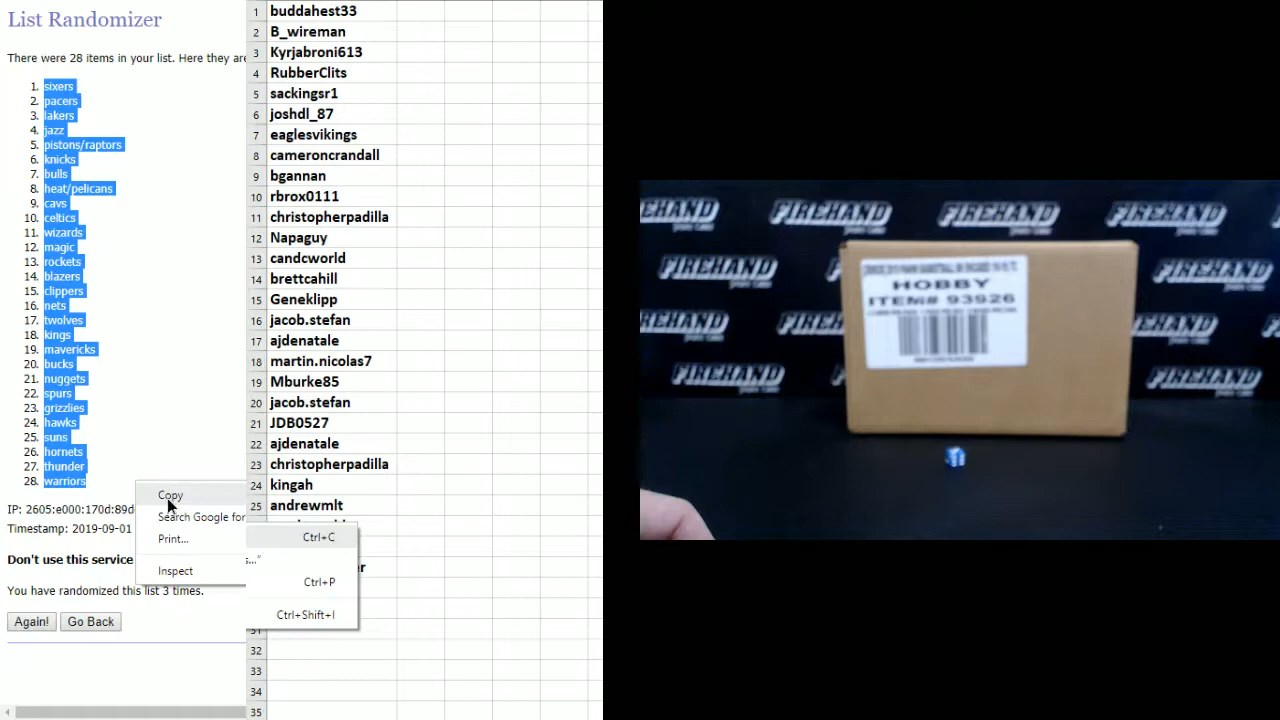 List Randomizer
There were 28 items in your list. Here they are
1. sixers
2. pacers
3. lakers
4. jazz
5. pistons/raptors
6. knicks
7. bulls
8. heat/pelicans
9. cavs
10. celtics
11. wizards
12. magic
13. rockets
14. blazers
15. clippers
16. nets
17. twolves
18. kings
19. mavericks
20. bucks
21. nuggets
22. spurs
23. grizzlies
24. hawks
25. suns
26. hornets
27. thunder
28. warriors
IP: 2605:e000:170d:89d
Timestamp: 2019-09-01
Don't use this service
You have randomized this list 3 times.
Again! Go Back
Copy
Search Google for
Print...
Inspect
Ctrl+C
..."
Ctrl+P
Ctrl+Shift+I
1 buddahest33
2 B_wireman
3 Kyrjabroni613
4 RubberClits
5 sackingsr1
6 joshdl_87
7 eaglesvikings
8 cameroncrandall
9 bgannan
10 rbrox0111
11 christopherpadilla
12 Napaguy
13 candcworld
14 brettcahill
15 Geneklipp
16 jacob.stefan
17 ajdenatale
18 martin.nicolas7
19 Mburke85
20 jacob.stefan
21 JDB0527
22 ajdenatale
23 christopherpadilla
24 kingah
25 andrewmlt
er
31
32
33
34
35
EHAND FIREHAND FIREHAND FIREHAND
FIREHAND FIREHAND
HOBBY
ITEM# 93926
FIREHAND FIREHAND